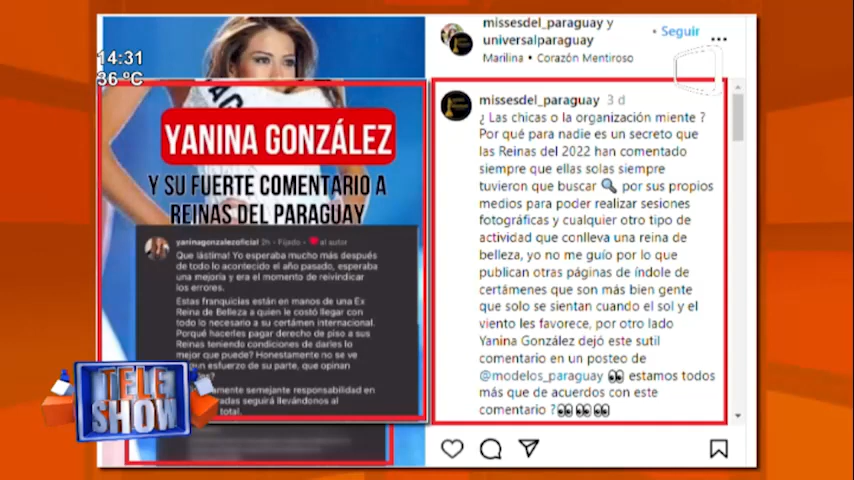 14:31
36 ºC
YANINA GONZÁLEZ
Y SU FUERTE COMENTARIO A
REINAS DEL PARAGUAY
yaninagonzalezoficial 2h · Fijado · al autor
Que lástima! Yo esperaba mucho más después
de todo lo acontecido el año pasado, esperaba
una mejoría y era el momento de reivindicar
los errores.
Estas franquicias están en manos de una Ex
Reina de Belleza a quien le costó llegar con
todo lo necesario a su certámen internacional.
Porqué hacerles pagar derecho de piso a sus
Reinas teniendo condiciones de darles lo
mejor que puede? Honestamente no se ve
esfuerzo de su parte, que opinan
semejante responsabilidad en
seguirá llevándonos al
total.
TELE
SHOW
missesdel_paraguay y
universalparaguay
• Seguir
Marilina • Corazón Mentiroso
missesdel_paraguay 3 d
¿ Las chicas o la organización miente ?
Por qué para nadie es un secreto que
las Reinas del 2022 han comentado
siempre que ellas solas siempre
tuvieron que buscar 🔍 por sus propios
medios para poder realizar sesiones
fotográficas y cualquier otro tipo de
actividad que conlleva una reina de
belleza, yo no me guío por lo que
publican otras páginas de índole de
certámenes que son más bien gente
que solo se sientan cuando el sol y el
viento les favorece, por otro lado
Yanina González dejó este sutil
comentario en un posteo de
@modelos_paraguay 👀 estamos todos
más que de acuerdos con este
comentario ?👀👀👀